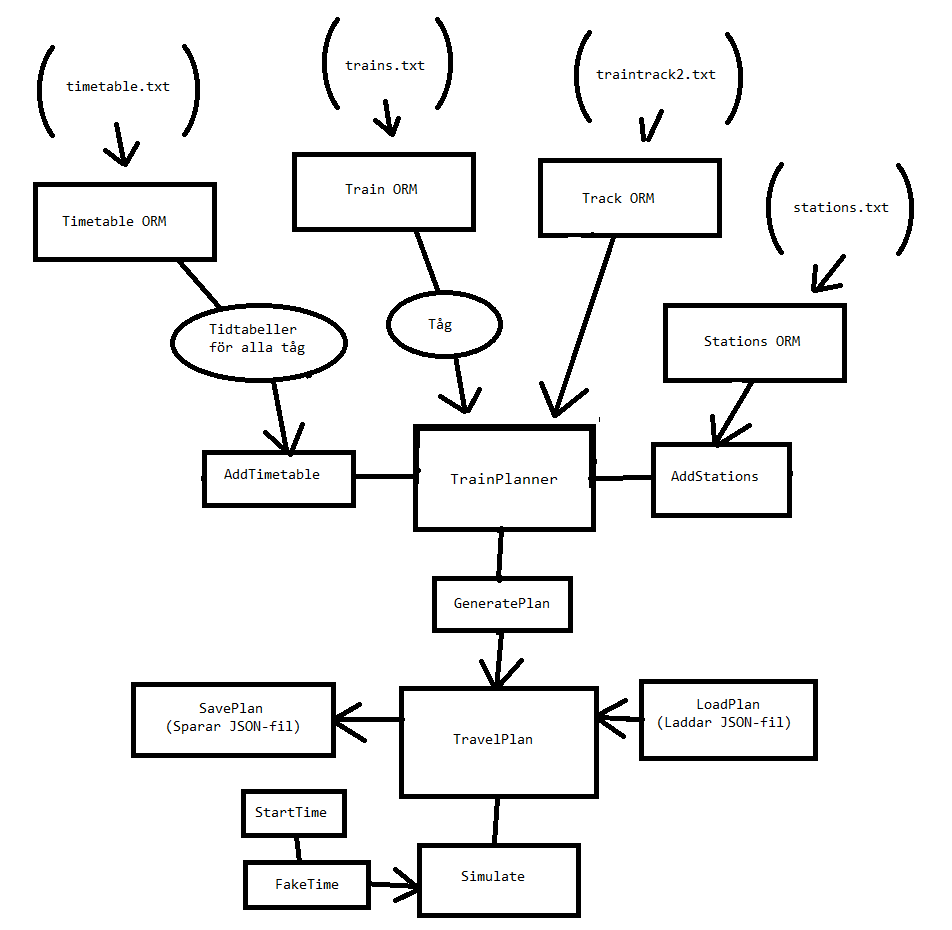 timetable.txt
trains.txt
traintrack2.txt
Timetable ORM
Train ORM
Track ORM
stations.txt
Tidtabeller
för alla tåg
Tåg
Stations ORM
AddTimetable
TrainPlanner
AddStations
GeneratePlan
SavePlan
(Sparar JSON-fil)
TravelPlan
LoadPlan
(Laddar JSON-fil)
StartTime
FakeTime
Simulate